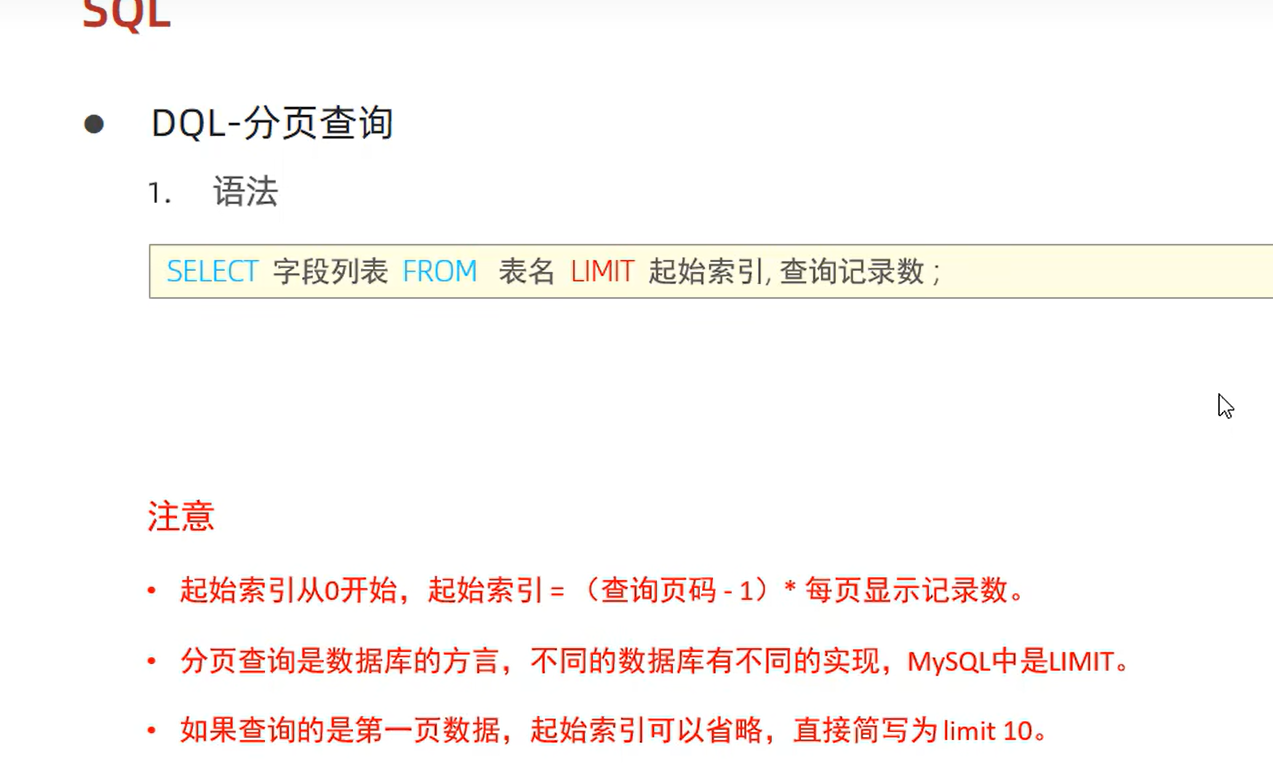 SQL
● DQL-分页查询
1. 语法
SELECT 字段列表 FROM 表名 LIMIT 起始索引, 查询记录数 ;
注意
• 起始索引从0开始，起始索引 = （查询页码 - 1）* 每页显示记录数。
• 分页查询是数据库的方言，不同的数据库有不同的实现，MySQL中是LIMIT。
• 如果查询的是第一页数据，起始索引可以省略，直接简写为 limit 10。